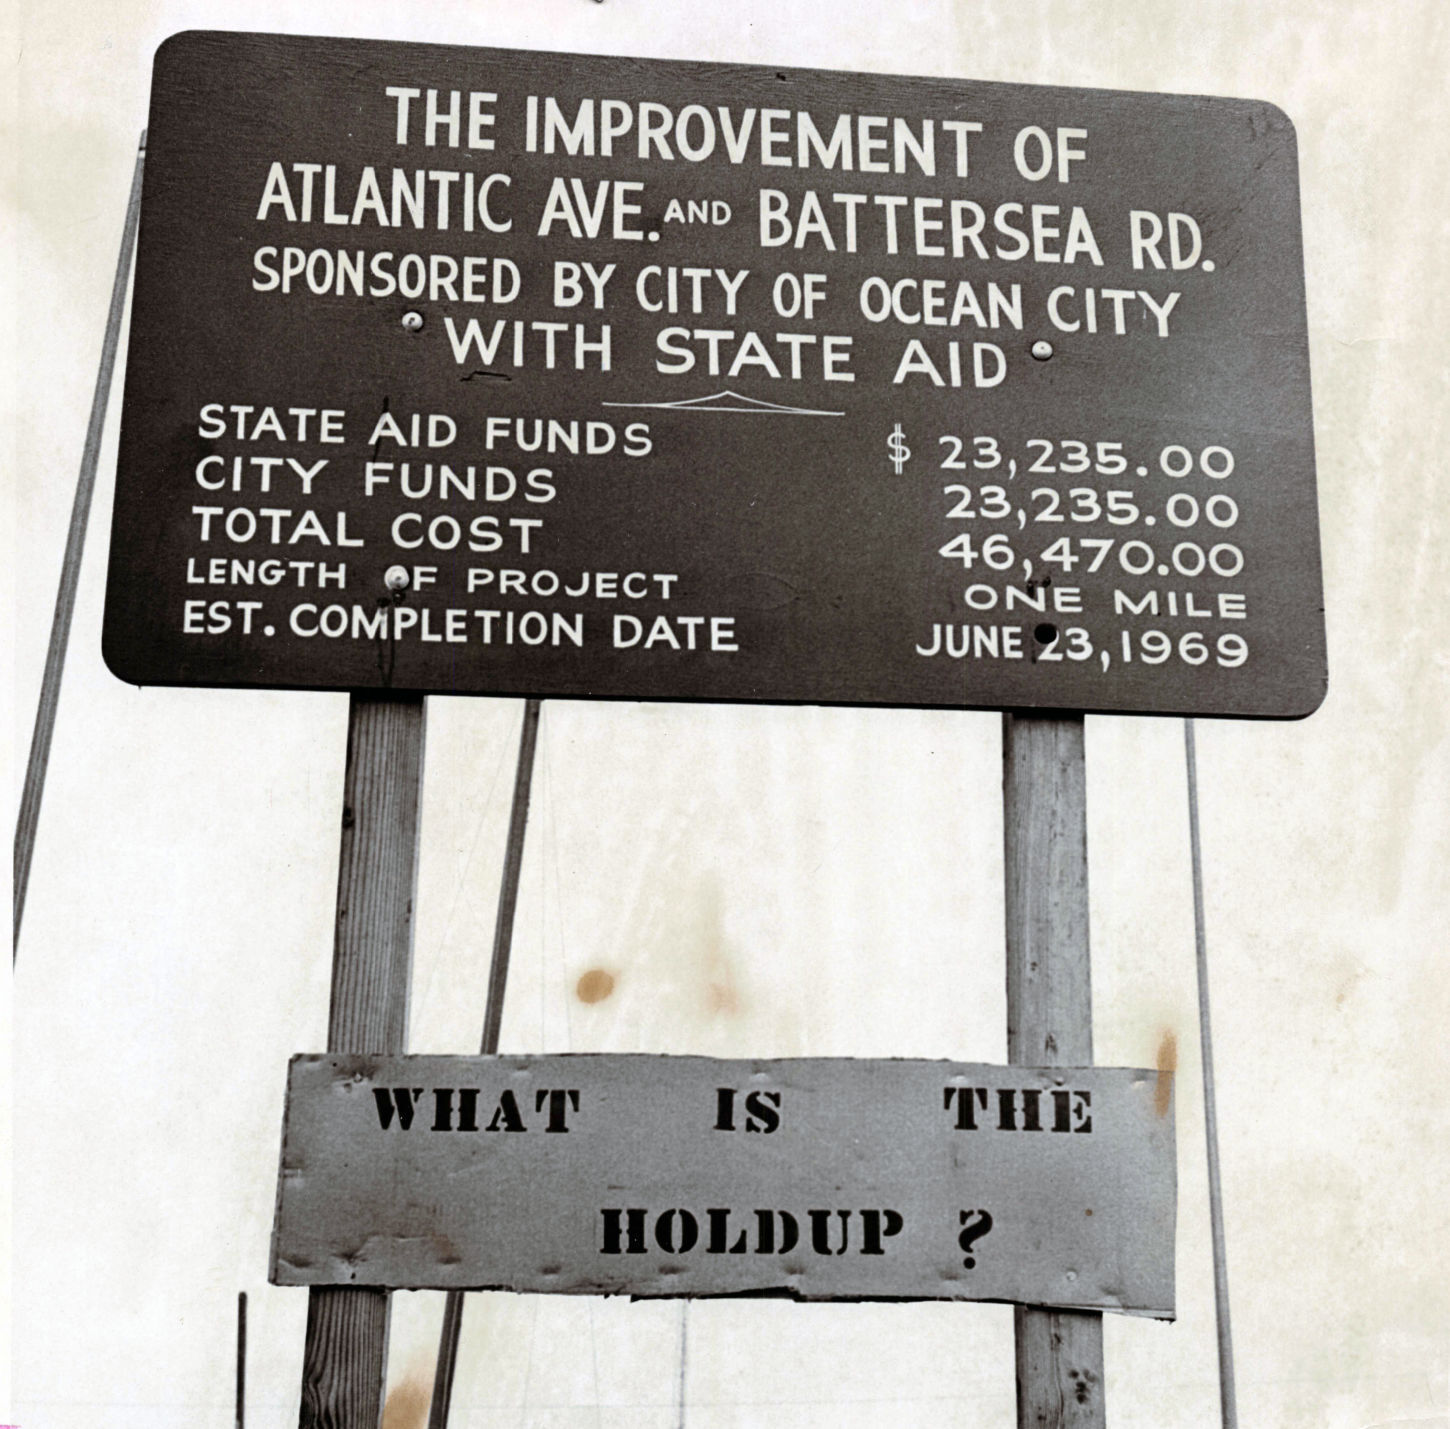 THE IMPROVEMENT OF
ATLANTIC AVE. AND BATTERSEA RD.
SPONSORED BY CITY OF OCEAN CITY
WITH STATE AID
STATE AID FUNDS $ 23,235.00
CITY FUNDS 23,235.00
TOTAL COST 46,470.00
LENGTH OF PROJECT ONE MILE
EST. COMPLETION DATE JUNE 23,1969
WHAT IS THE
HOLDUP ?